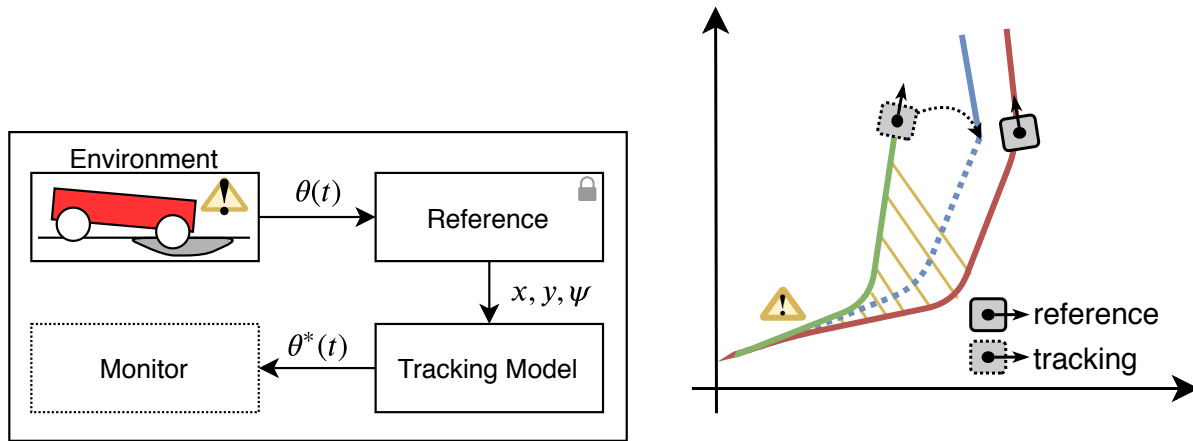 Environment
!
θ(t)
Reference
x, y, ψ
Monitor
θ*(t)
Tracking Model
!
reference
tracking